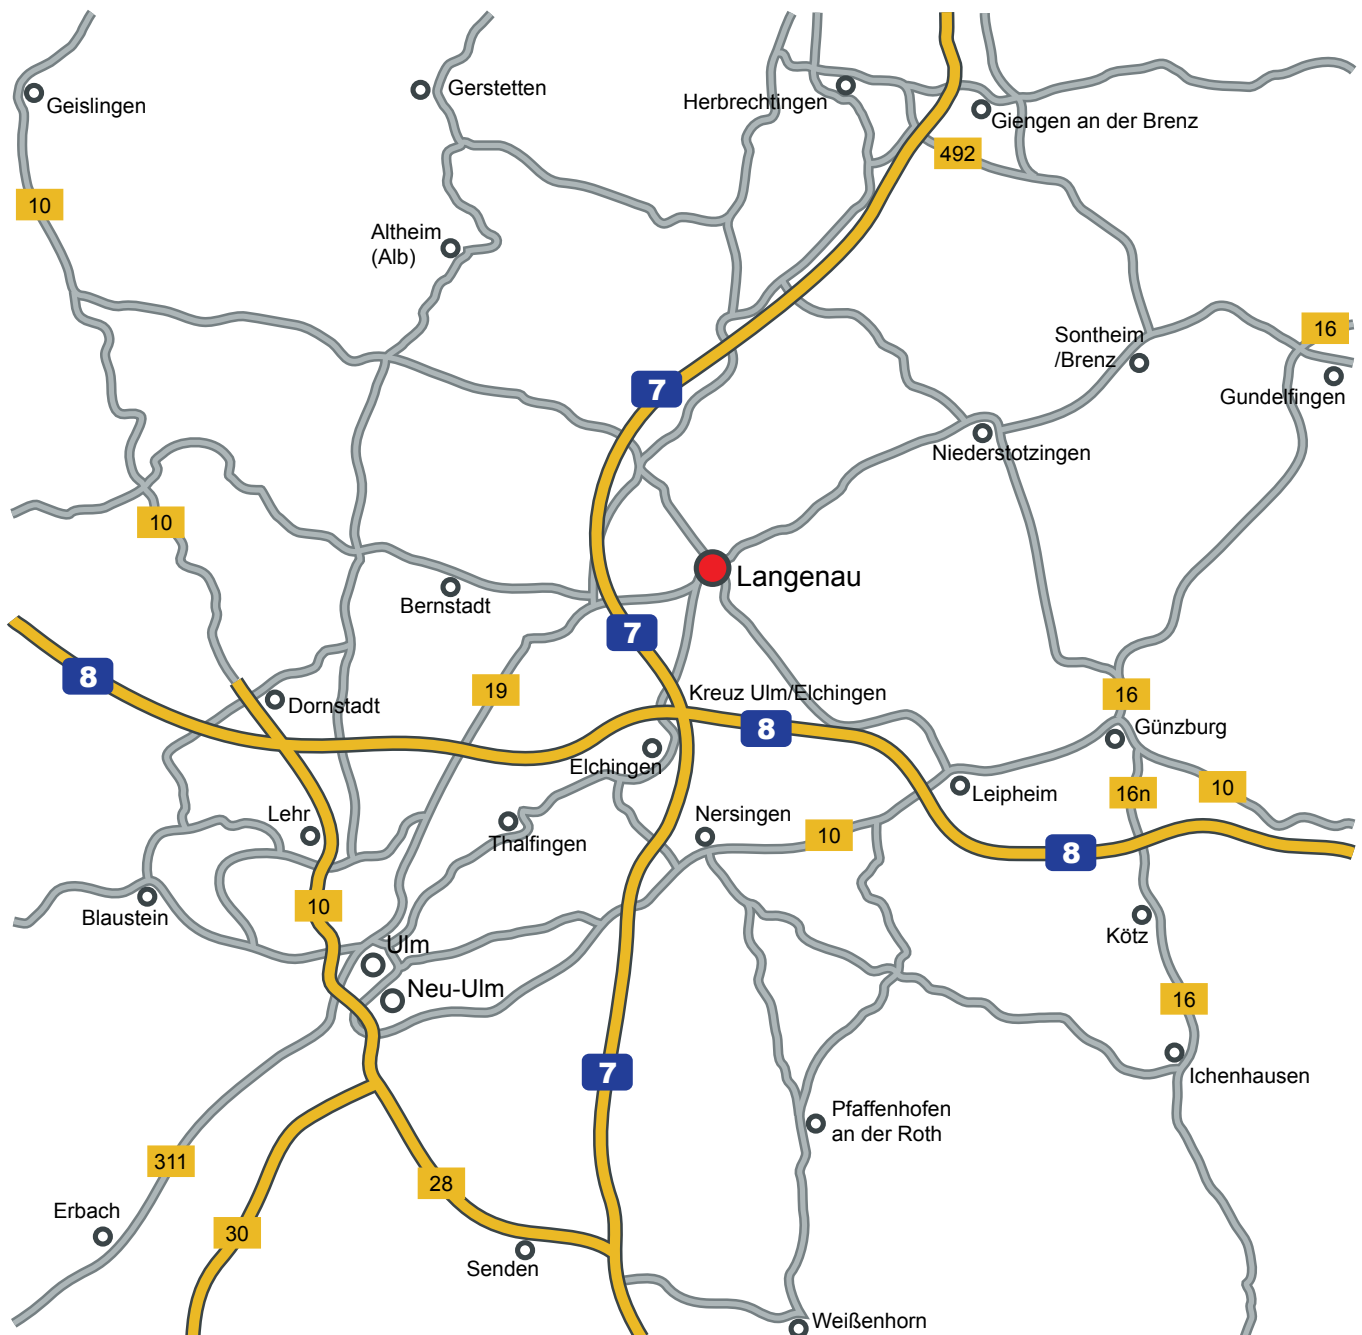 Geislingen
Gerstetten
Herbrechtingen
Giengen an der Brenz
492
10
Altheim
(Alb)
Sontheim
/Brenz
16
Gundelfingen
7
Niederstotzingen
10
Langenau
Bernstadt
7
8
19
Kreuz Ulm/Elchingen
16
Dornstadt
8
Günzburg
Elchingen
Leipheim
16n
10
Lehr
Thalfingen
Nersingen
10
8
Blaustein
10
Kötz
Ulm
Neu-Ulm
16
7
Ichenhausen
Pfaffenhofen
an der Roth
311
28
Erbach
30
Senden
Weißenhorn